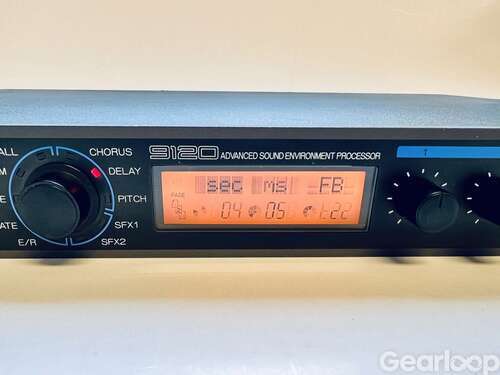 ALL
CHORUS
9120 ADVANCED SOUND ENVIRONMENT PROCESSOR
1
DELAY
PITCH
SFX1
SFX2
E/R
ATE
E
M
PAGE
sec ms FB
04 05
Gearloop